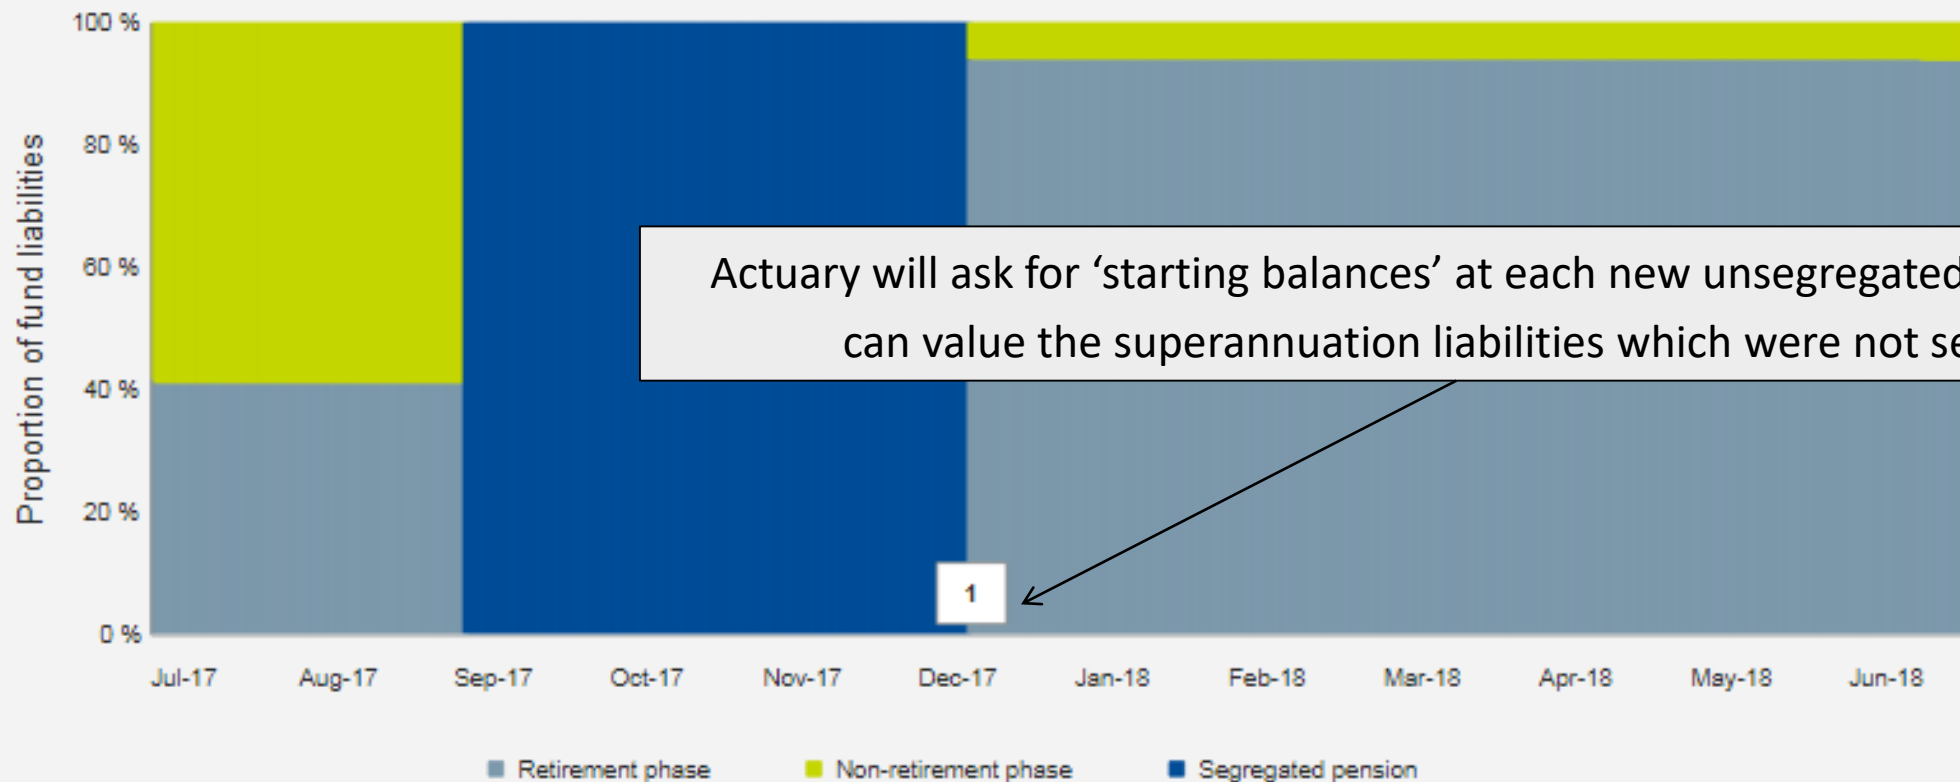 100 %
80 %
60 %
40 %
20 %
0 %
Proportion of fund liabilities
Actuary will ask for ‘starting balances’ at each new unsegregated
can value the superannuation liabilities which were not
1
Jul-17 Aug-17 Sep-17 Oct-17 Nov-17 Dec-17 Jan-18 Feb-18 Mar-18 Apr-18 May-18 Jun-18
Retirement phase Non-retirement phase Segregated pension